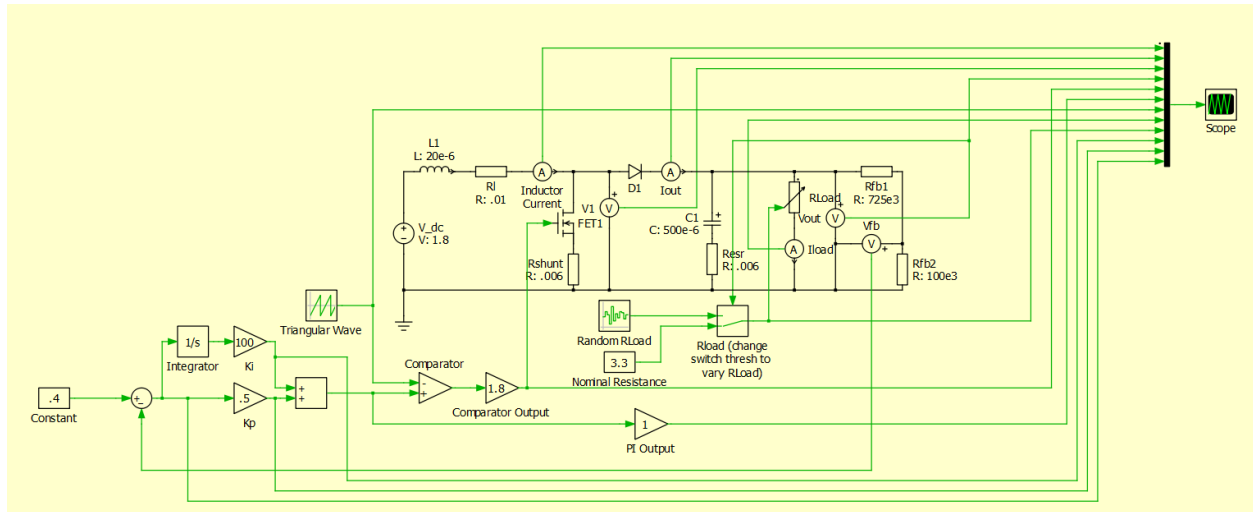 Scope
L1
L: 20e-6
Rl
R: .01
A
Inductor
Current
D1
A
Iout
V1
V
FET1
V_dc
V: 1.8
Rshunt
R: .006
C1
C: 500e-6
Resr
R: .006
RLoad
Vout
V
A
Iload
Rfb1
R: 725e3
Vfb
V
Rfb2
R: 100e3
Triangular Wave
Random RLoad
3.3
Nominal Resistance
Rload (change
switch thresh to
vary RLoad)
1/s
Integrator
100
Ki
.4
Constant
.5
Kp
Comparator
1.8
Comparator Output
1
PI Output